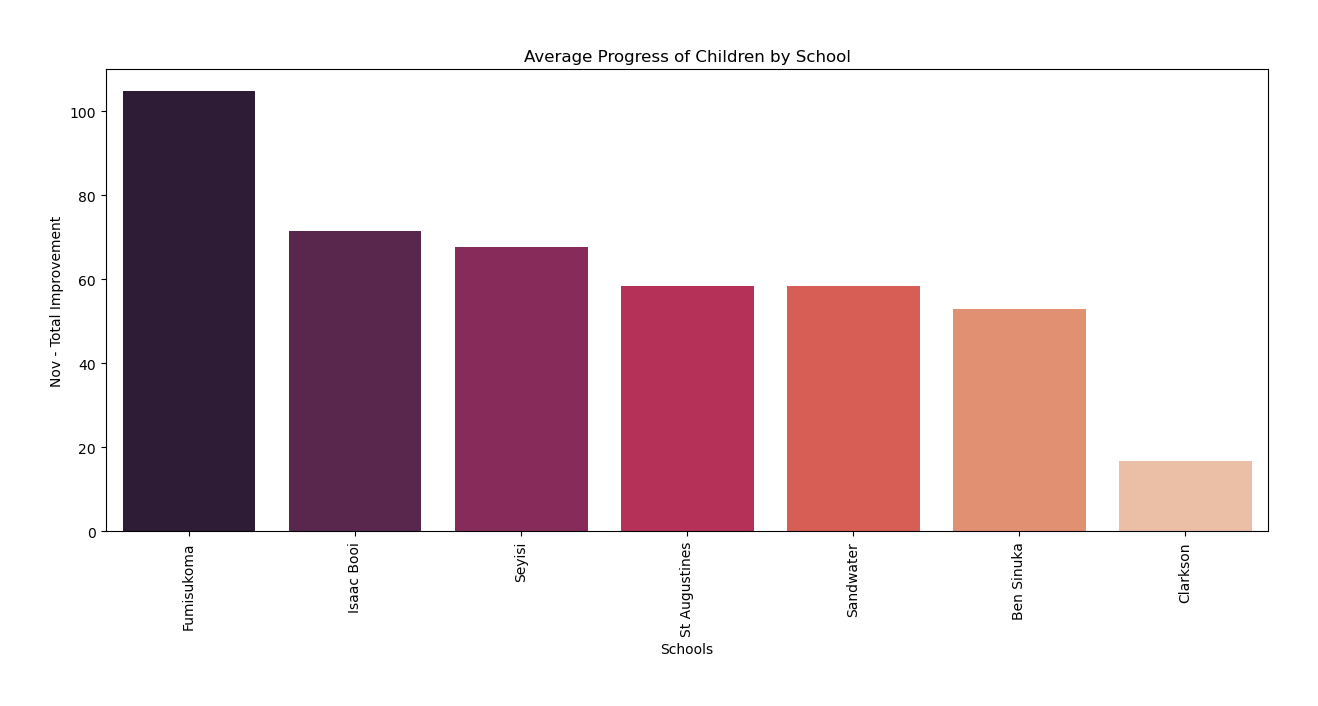 Average Progress of Children by School
Nov - Total Improvement
100
80
60
40
20
0
Fumisukoma
Isaac Booi
Seyisi
St Augustines
Sandwater
Ben Sinuka
Clarkson
Schools